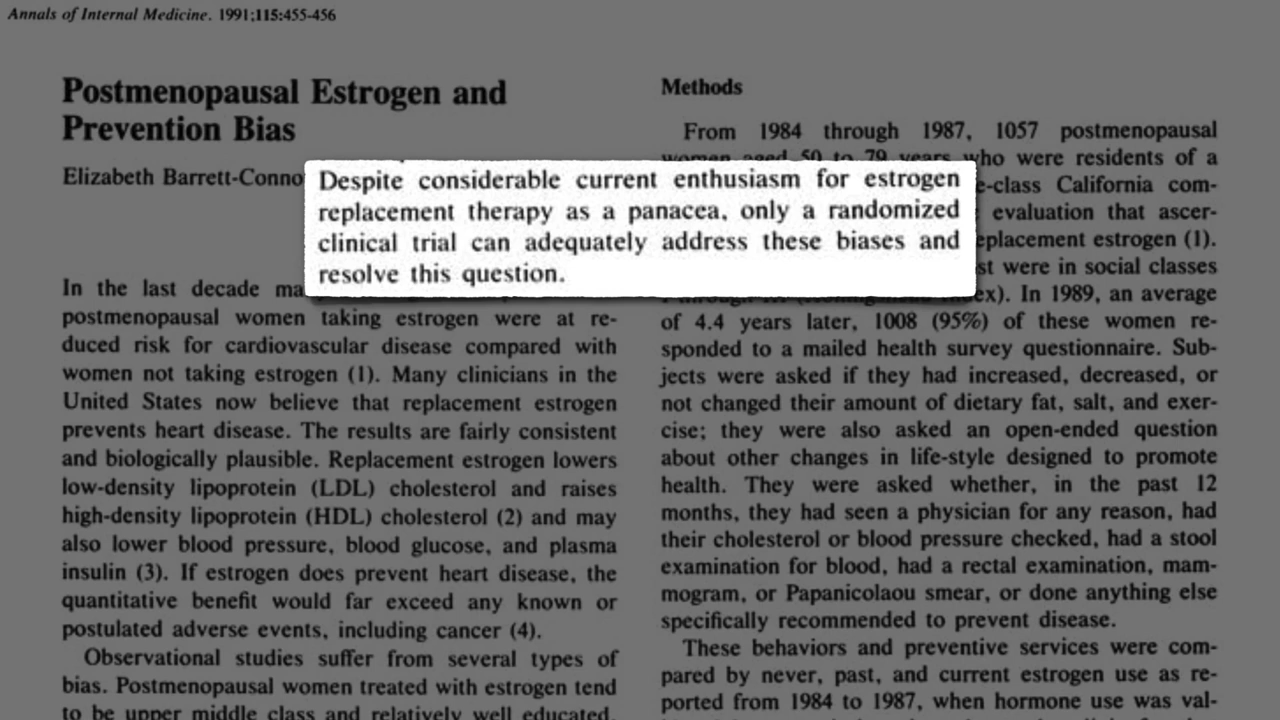 Annals of Internal Medicine. 1991;115:455-456
Postmenopausal Estrogen and
Prevention Bias
Elizabeth Barrett-Conno
In the last decade ma
postmenopausal women taking estrogen were at re-
duced risk for cardiovascular disease compared with
women not taking estrogen (1). Many clinicians in the
United States now believe that replacement estrogen
prevents heart disease. The results are fairly consistent
and biologically plausible. Replacement estrogen lowers
low-density lipoprotein (LDL) cholesterol and raises
high-density lipoprotein (HDL) cholesterol (2) and may
also lower blood pressure, blood glucose, and plasma
insulin (3). If estrogen does prevent heart disease, the
quantitative benefit would far exceed any known or
postulated adverse events, including cancer (4).
Observational studies suffer from several types of
bias. Postmenopausal women treated with estrogen tend
to be upper middle class and relatively well educated,
Despite considerable current enthusiasm for estrogen
replacement therapy as a panacea, only a randomized
clinical trial can adequately address these biases and
resolve this question.
Methods
From 1984 through 1987, 1057 postmenopausal
women aged 50 to 79 years who were residents of a
e-class California com-
evaluation that ascer-
eplacement estrogen (1).
st were in social classes
ex). In 1989, an average
of 4.4 years later, 1008 (95%) of these women re-
sponded to a mailed health survey questionnaire. Sub-
jects were asked if they had increased, decreased, or
not changed their amount of dietary fat, salt, and exer-
cise; they were also asked an open-ended question
about other changes in life-style designed to promote
health. They were asked whether, in the past 12
months, they had seen a physician for any reason, had
their cholesterol or blood pressure checked, had a stool
examination for blood, had a rectal examination, mam-
mogram, or Papanicolaou smear, or done anything else
specifically recommended to prevent disease.
These behaviors and preventive services were com-
pared by never, past, and current estrogen use as re-
ported from 1984 to 1987, when hormone use was val-